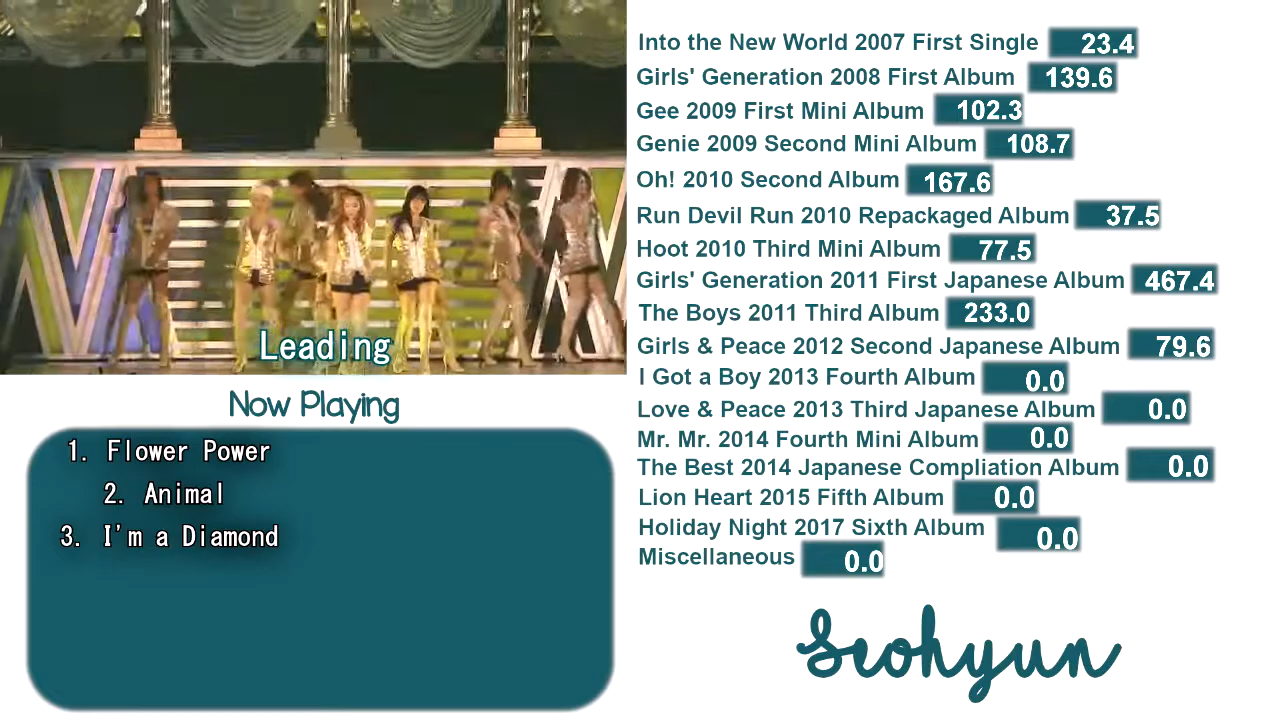 Leading
Now Playing
1. Flower Power
2. Animal
3. I'm a Diamond
Into the New World 2007 First Single 23.4
Girls' Generation 2008 First Album 139.6
Gee 2009 First Mini Album 102.3
Genie 2009 Second Mini Album 108.7
Oh! 2010 Second Album 167.6
Run Devil Run 2010 Repackaged Album 37.5
Hoot 2010 Third Mini Album 77.5
Girls' Generation 2011 First Japanese Album 467.4
The Boys 2011 Third Album 233.0
Girls & Peace 2012 Second Japanese Album 79.6
I Got a Boy 2013 Fourth Album 0.0
Love & Peace 2013 Third Japanese Album 0.0
Mr. Mr. 2014 Fourth Mini Album 0.0
The Best 2014 Japanese Compliation Album 0.0
Lion Heart 2015 Fifth Album 0.0
Holiday Night 2017 Sixth Album 0.0
Miscellaneous 0.0
Seohyun